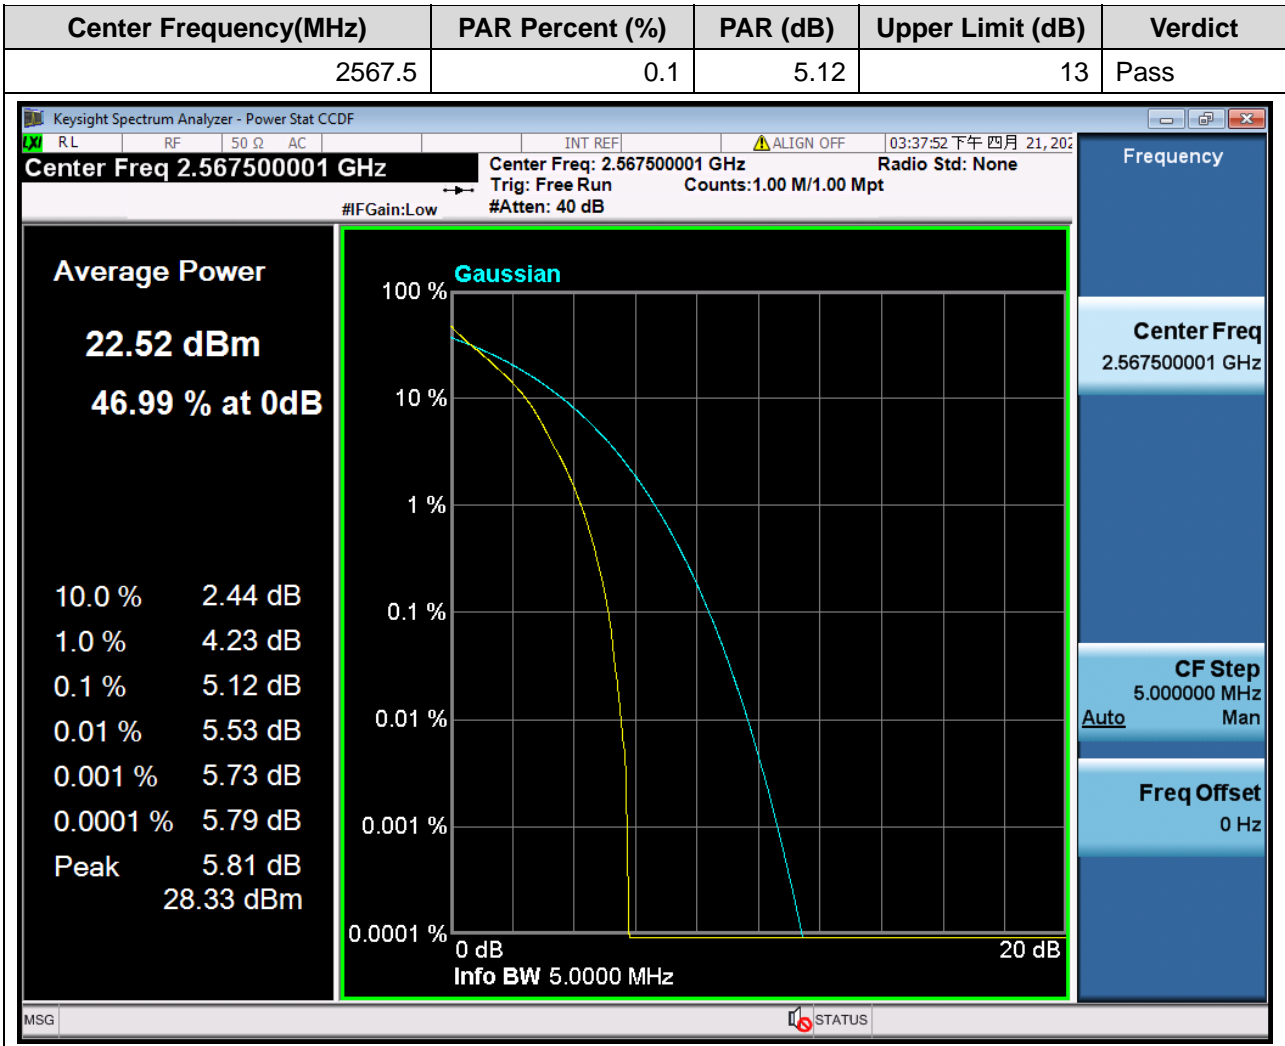 Center Frequency(MHz) PAR Percent (%) PAR (dB) Upper Limit (dB) Verdict
2567.5 0.1 5.12 13 Pass
Keysight Spectrum Analyzer - Power Stat CCDF
LXI RL RF 50 Ω AC INT REF ALIGN OFF 03:37:52 下午 四月 21, 202
Center Freq 2.567500001 GHz
Center Freq: 2.567500001 GHz Radio Std: None
Trig: Free Run Counts:1.00 M/1.00 Mpt
#IFGain:Low #Atten: 40 dB
Frequency
Average Power
22.52 dBm
46.99 % at 0dB
10.0 % 2.44 dB
1.0 % 4.23 dB
0.1 % 5.12 dB
0.01 % 5.53 dB
0.001 % 5.73 dB
0.0001 % 5.79 dB
Peak 5.81 dB
28.33 dBm
Gaussian
100 %
10 %
1 %
0.1 %
0.01 %
0.001 %
0.0001 %
0 dB 20 dB
Info BW 5.0000 MHz
Center Freq
2.567500001 GHz
CF Step
5.000000 MHz
Auto Man
Freq Offset
0 Hz
MSG STATUS